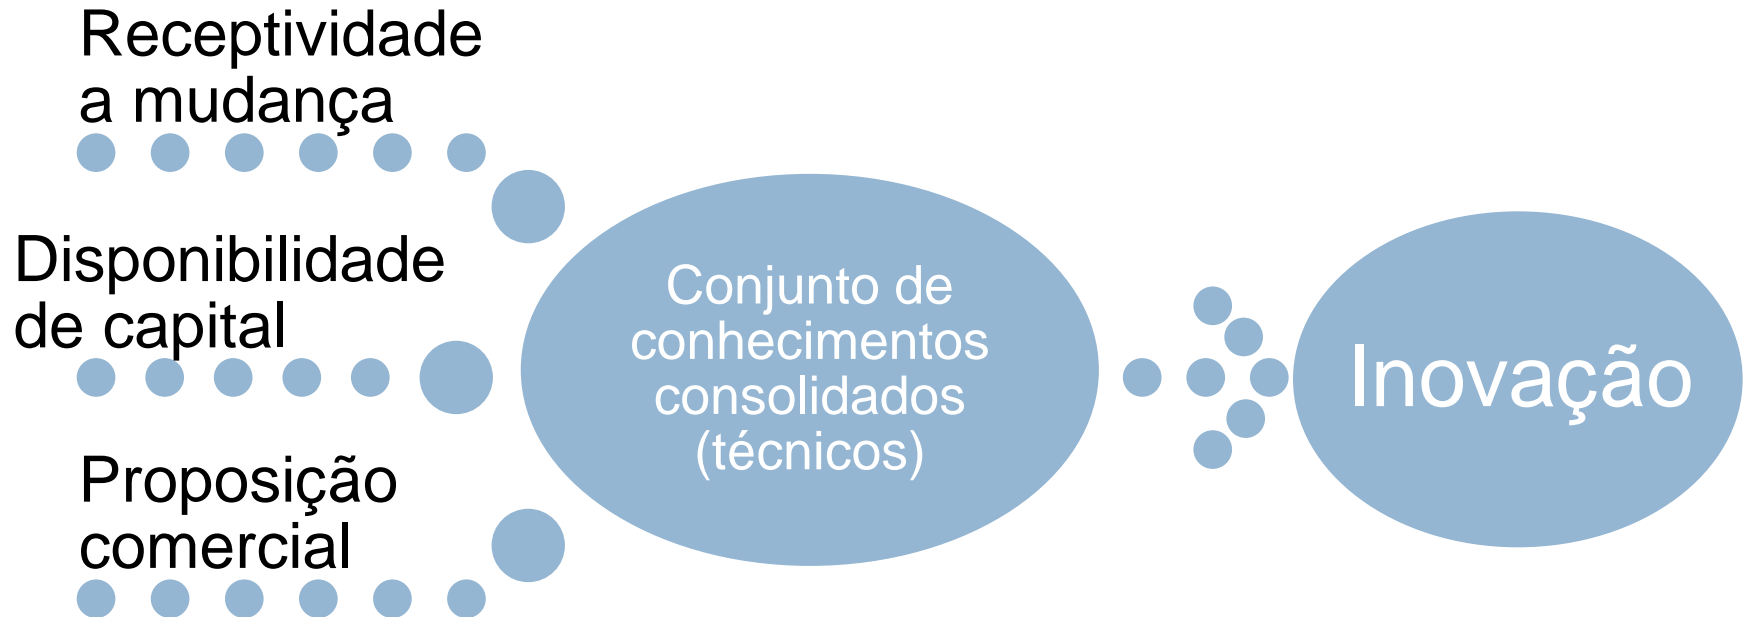 Receptividade
a mudança
Disponibilidade
de capital
Proposição
comercial
Conjunto de
conhecimentos
consolidados
(técnicos)
Inovação